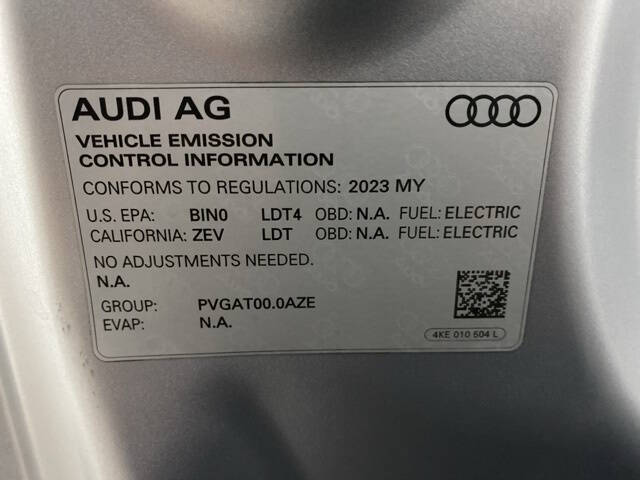 AUDI AG
VEHICLE EMISSION
CONTROL INFORMATION
CONFORMS TO REGULATIONS: 2023 MY
U.S. EPA: BIN0 LDT4 OBD: N.A. FUEL: ELECTRIC
CALIFORNIA: ZEV LDT OBD: N.A. FUEL: ELECTRIC
NO ADJUSTMENTS NEEDED.
N.A.
GROUP: PVGAT00.0AZE
EVAP: N.A.
4KE 010 504 L